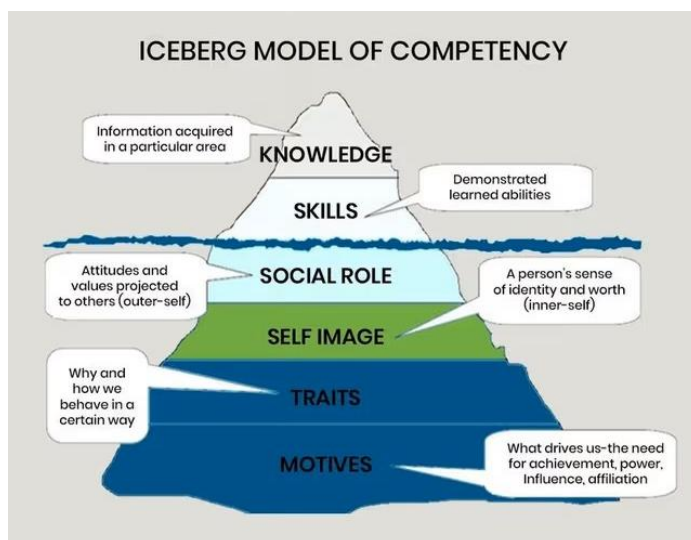 ICEBERG MODEL OF COMPETENCY
Information acquired
in a particular area
KNOWLEDGE
Demonstrated
learned abilities
SKILLS
Attitudes and
values projected
to others (outer-self)
SOCIAL ROLE
A person's sense
of identity and worth
(inner-self)
SELF IMAGE
Why and
how we
behave in a
certain way
TRAITS
MOTIVES
What drives us-the need
for achievement, power,
Influence, affiliation